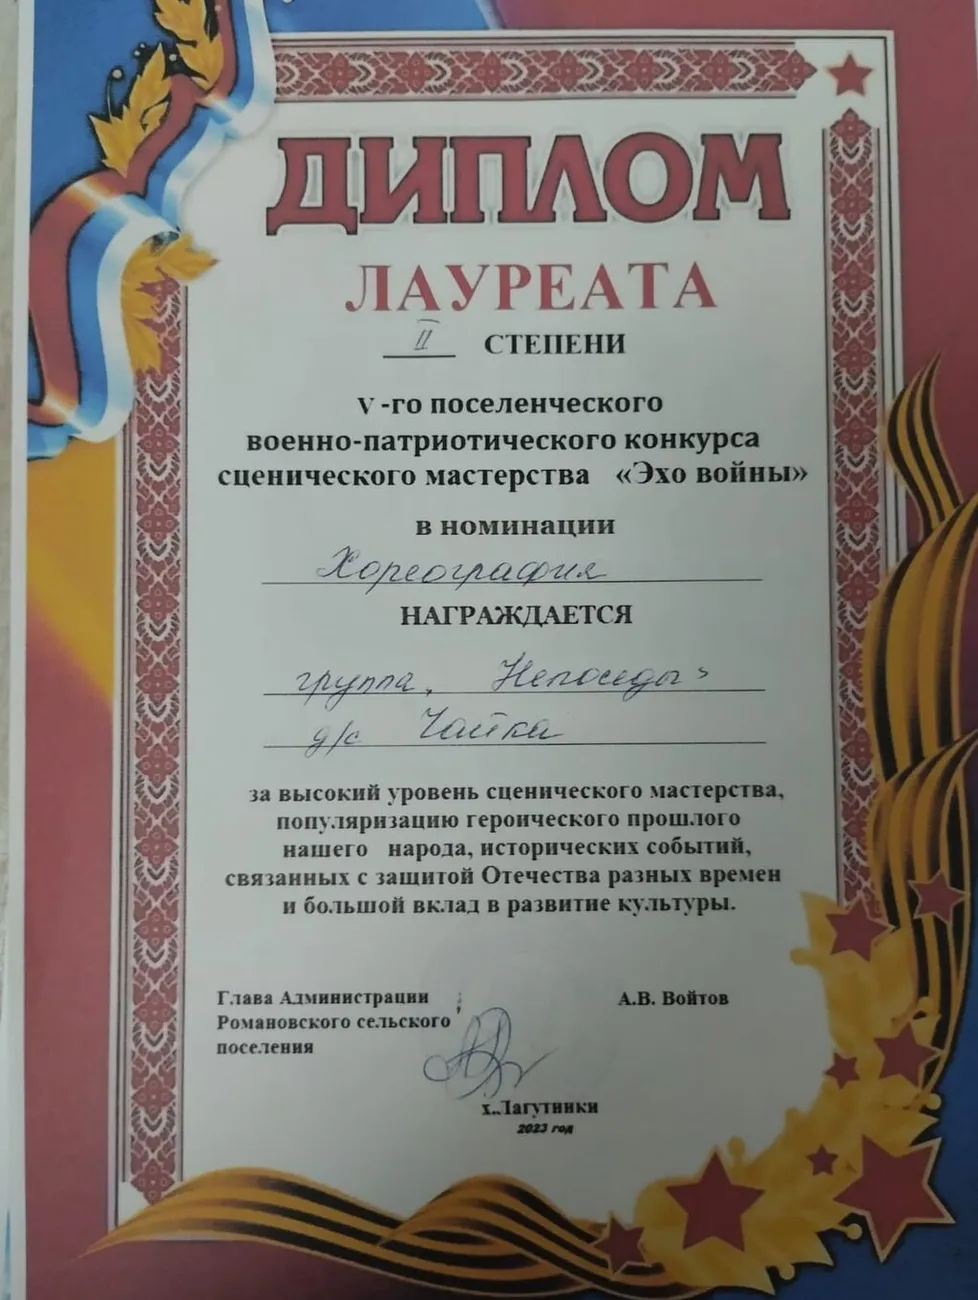 ДИПЛОМ
ЛАУРЕАТА
II СТЕПЕНИ
V -го поселенческого
военно-патриотического конкурса
сценического мастерства «Эхо войны»
в номинации
Хореография
НАГРАЖДАЕТСЯ
группа „Непоседы"
д/с Чайка
за высокий уровень сценического мастерства,
популяризацию героического прошлого
нашего народа, исторических событий,
связанных с защитой Отечества разных времен
и большой вклад в развитие культуры.
Глава Администрации А.В. Войтов
Романовского сельского
поселения
х.Лагутники
2023 год